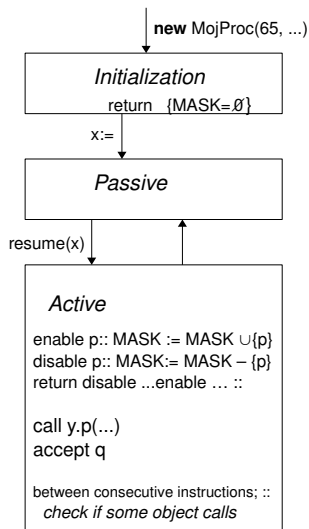 new MojProc(65, ...)
Initialization
return {MASK=∅}
x:=
Passive
resume(x)
Active
enable p:: MASK := MASK ∪{p}
disable p:: MASK:= MASK – {p}
return disable ...enable … ::
call y.p(...)
accept q
between consecutive instructions; ::
check if some object calls